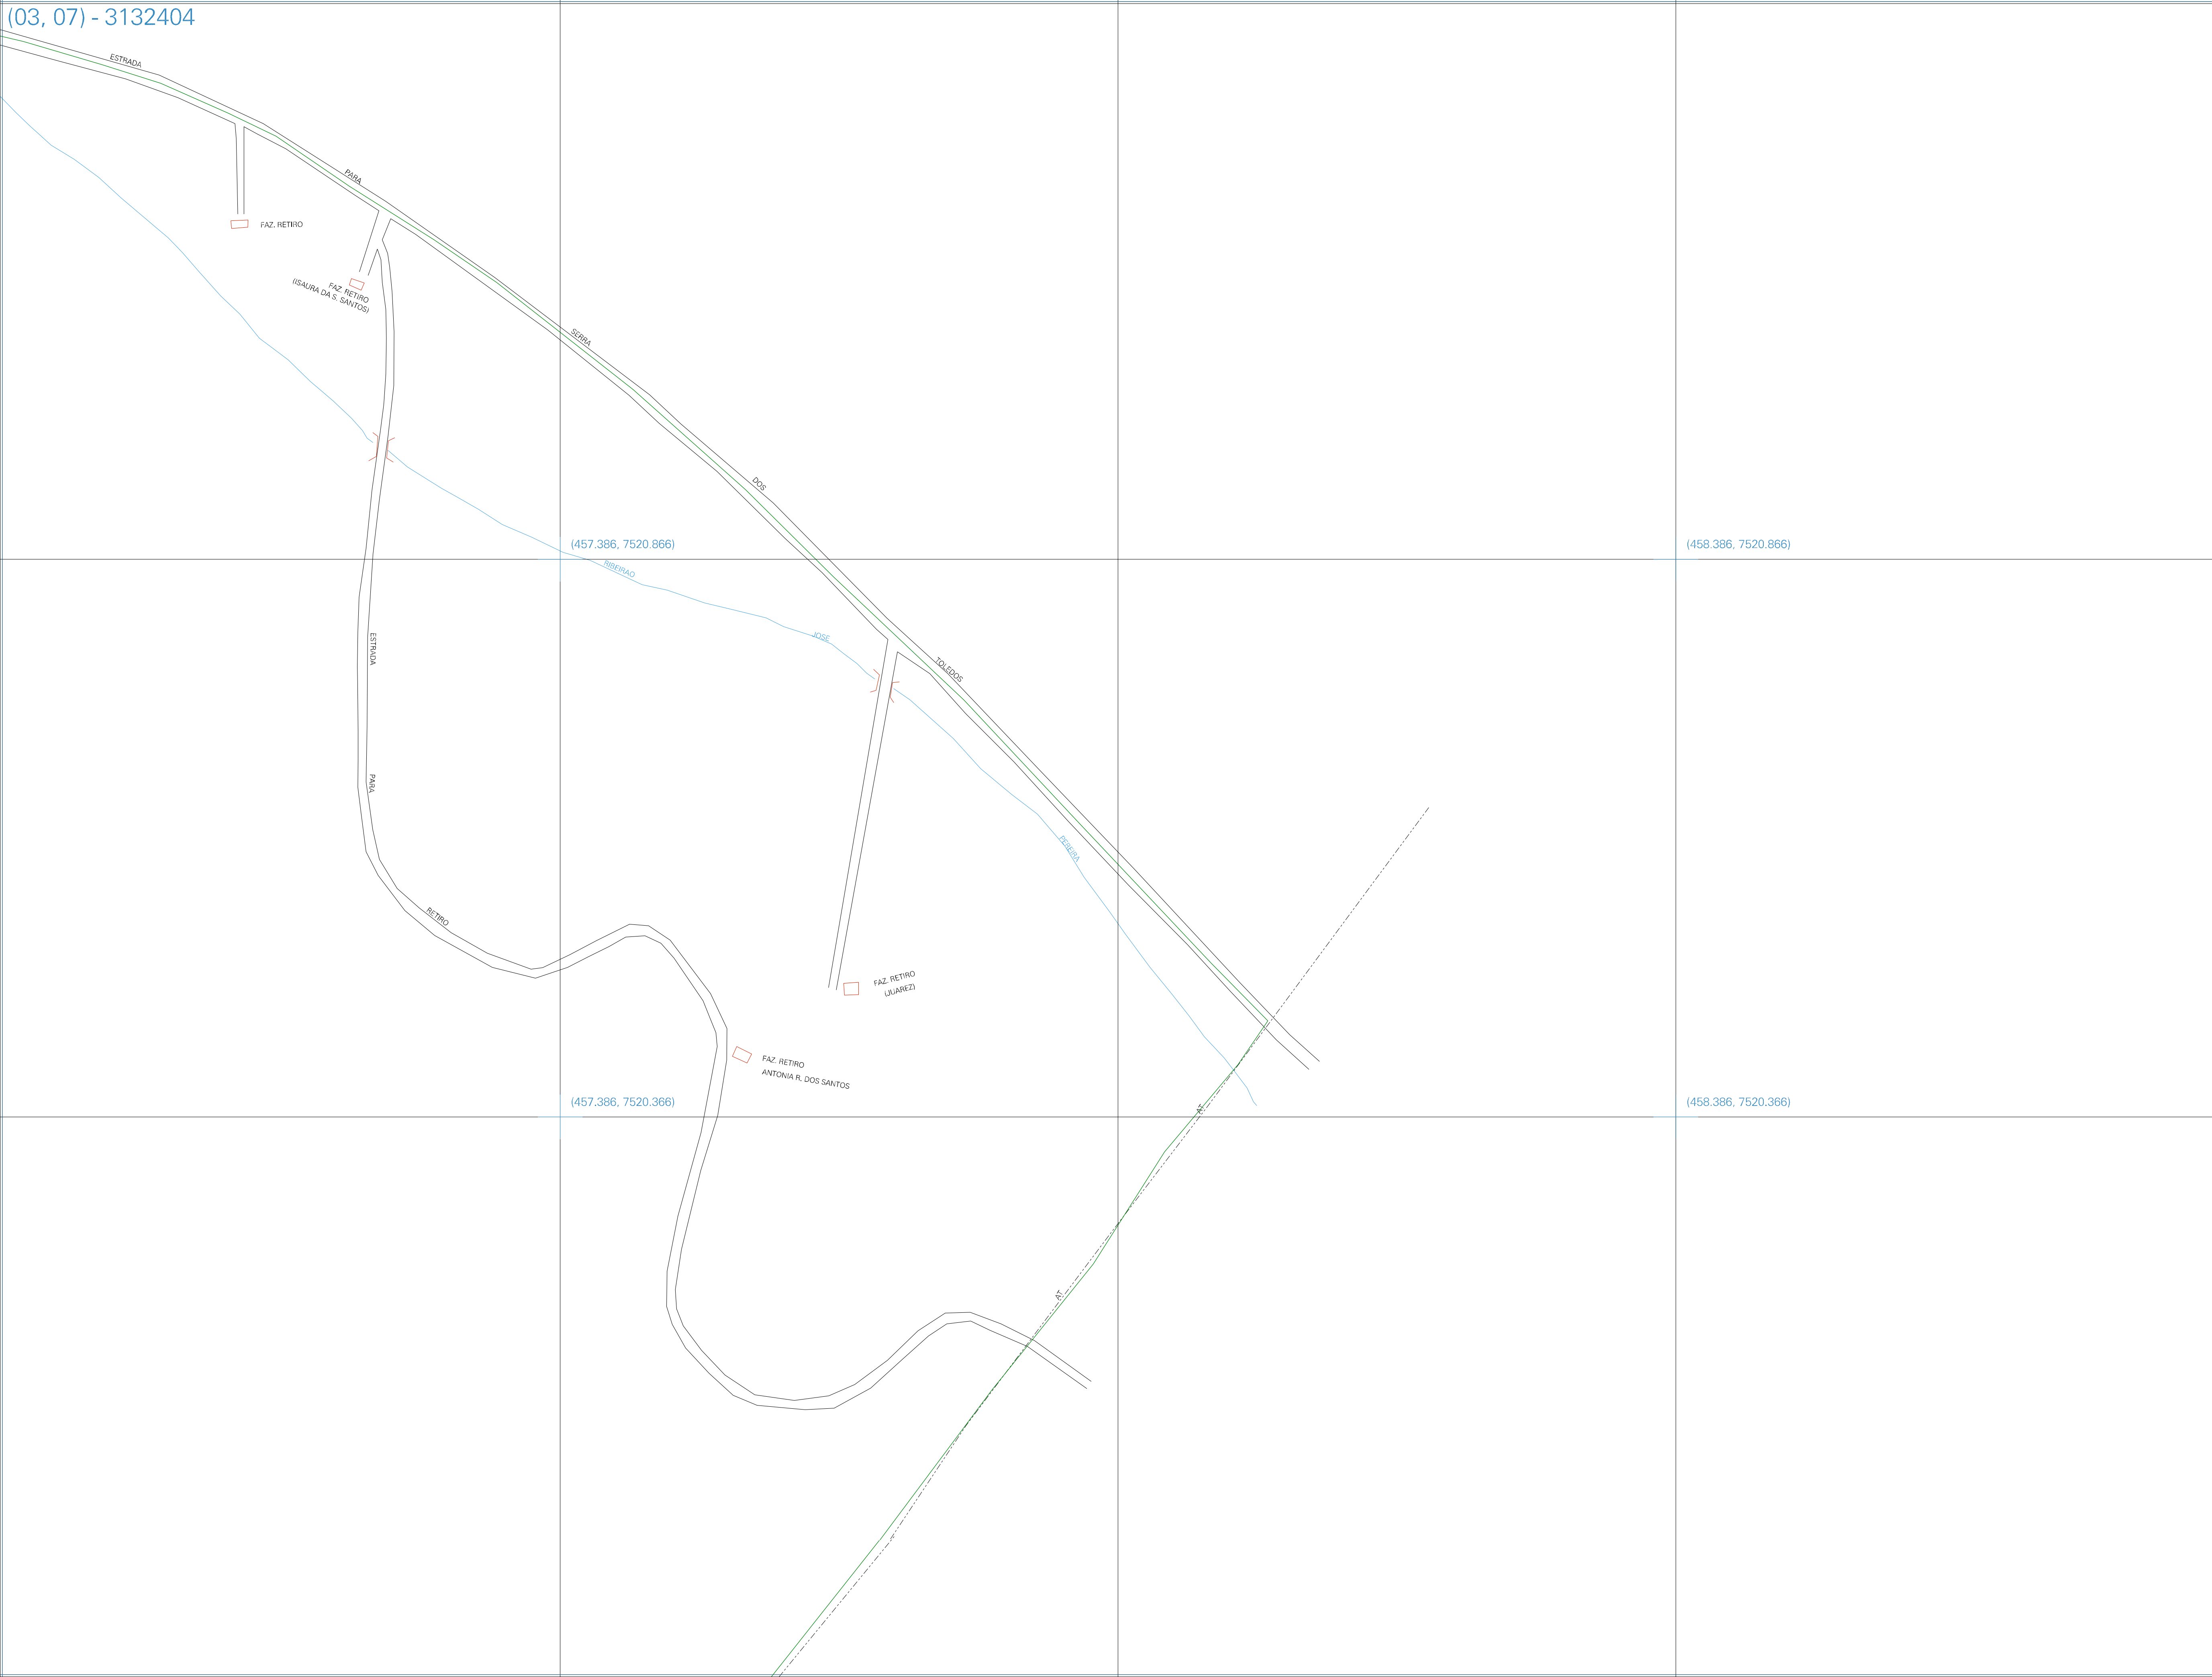 (03, 07) - 3132404
ESTRADA
PARA
SERRA
DOS
TOLEDOS
FAZ. RETIRO
FAZ. RETIRO
(ISAURA DA S. SANTOS)
(457.386, 7520.866)
(458.386, 7520.866)
RIBEIRAO
JOSE
PEREIRA
ESTRADA
PARA
RETIRO
FAZ. RETIRO
(JUAREZ)
FAZ. RETIRO
ANTONIA R. DOS SANTOS
(457.386, 7520.366)
(458.386, 7520.366)
AT
AT